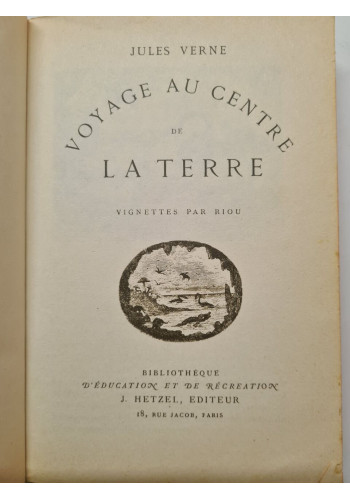 JULES VERNE
VOYAGE AU CENTRE
DE
LA TERRE
VIGNETTES PAR RIOU
BIBLIOTHÈQUE
D'ÉDUCATION ET DE RÉCRÉATION
J. HETZEL, EDITEUR
18, RUE JACOB, PARIS